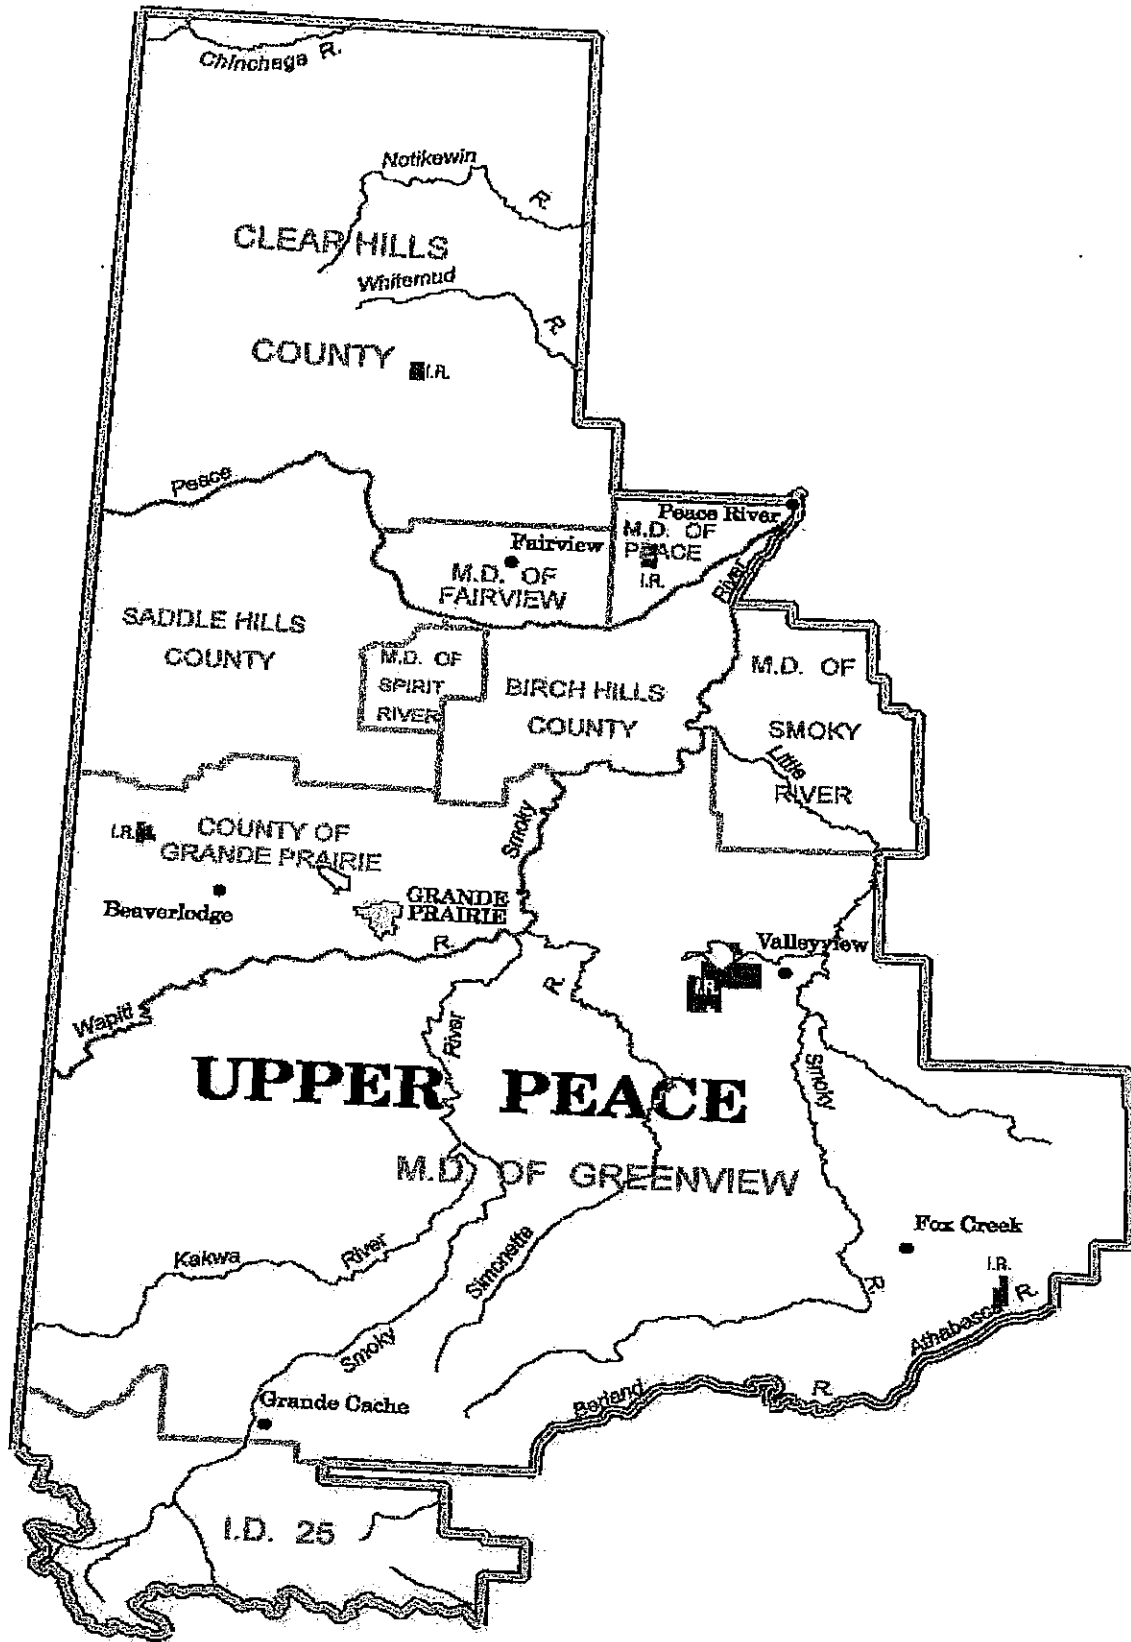 Chinchaga R.
Notikewin
R.
CLEAR HILLS
Whitemud
R.
COUNTY
I.R.
Peace
Peace River
M.D. OF
PEACE
Fairview
M.D. OF
FAIRVIEW
I.R.
River
SADDLE HILLS
COUNTY
M.D. OF
SPIRIT
RIVER
BIRCH HILLS
COUNTY
M.D. OF
SMOKY
Little
RIVER
I.R.
COUNTY OF
GRANDE PRAIRIE
Smoky
Beaverlodge
GRANDE
PRAIRIE
R.
Valleyview
I.R.
R.
Wapiti
River
Smoky
UPPER PEACE
M.D. OF GREENVIEW
Fox Creek
Kakwa
River
Simonette
I.R.
R.
Athabasca R.
Smoky
Berland
R.
Grande Cache
I.D. 25